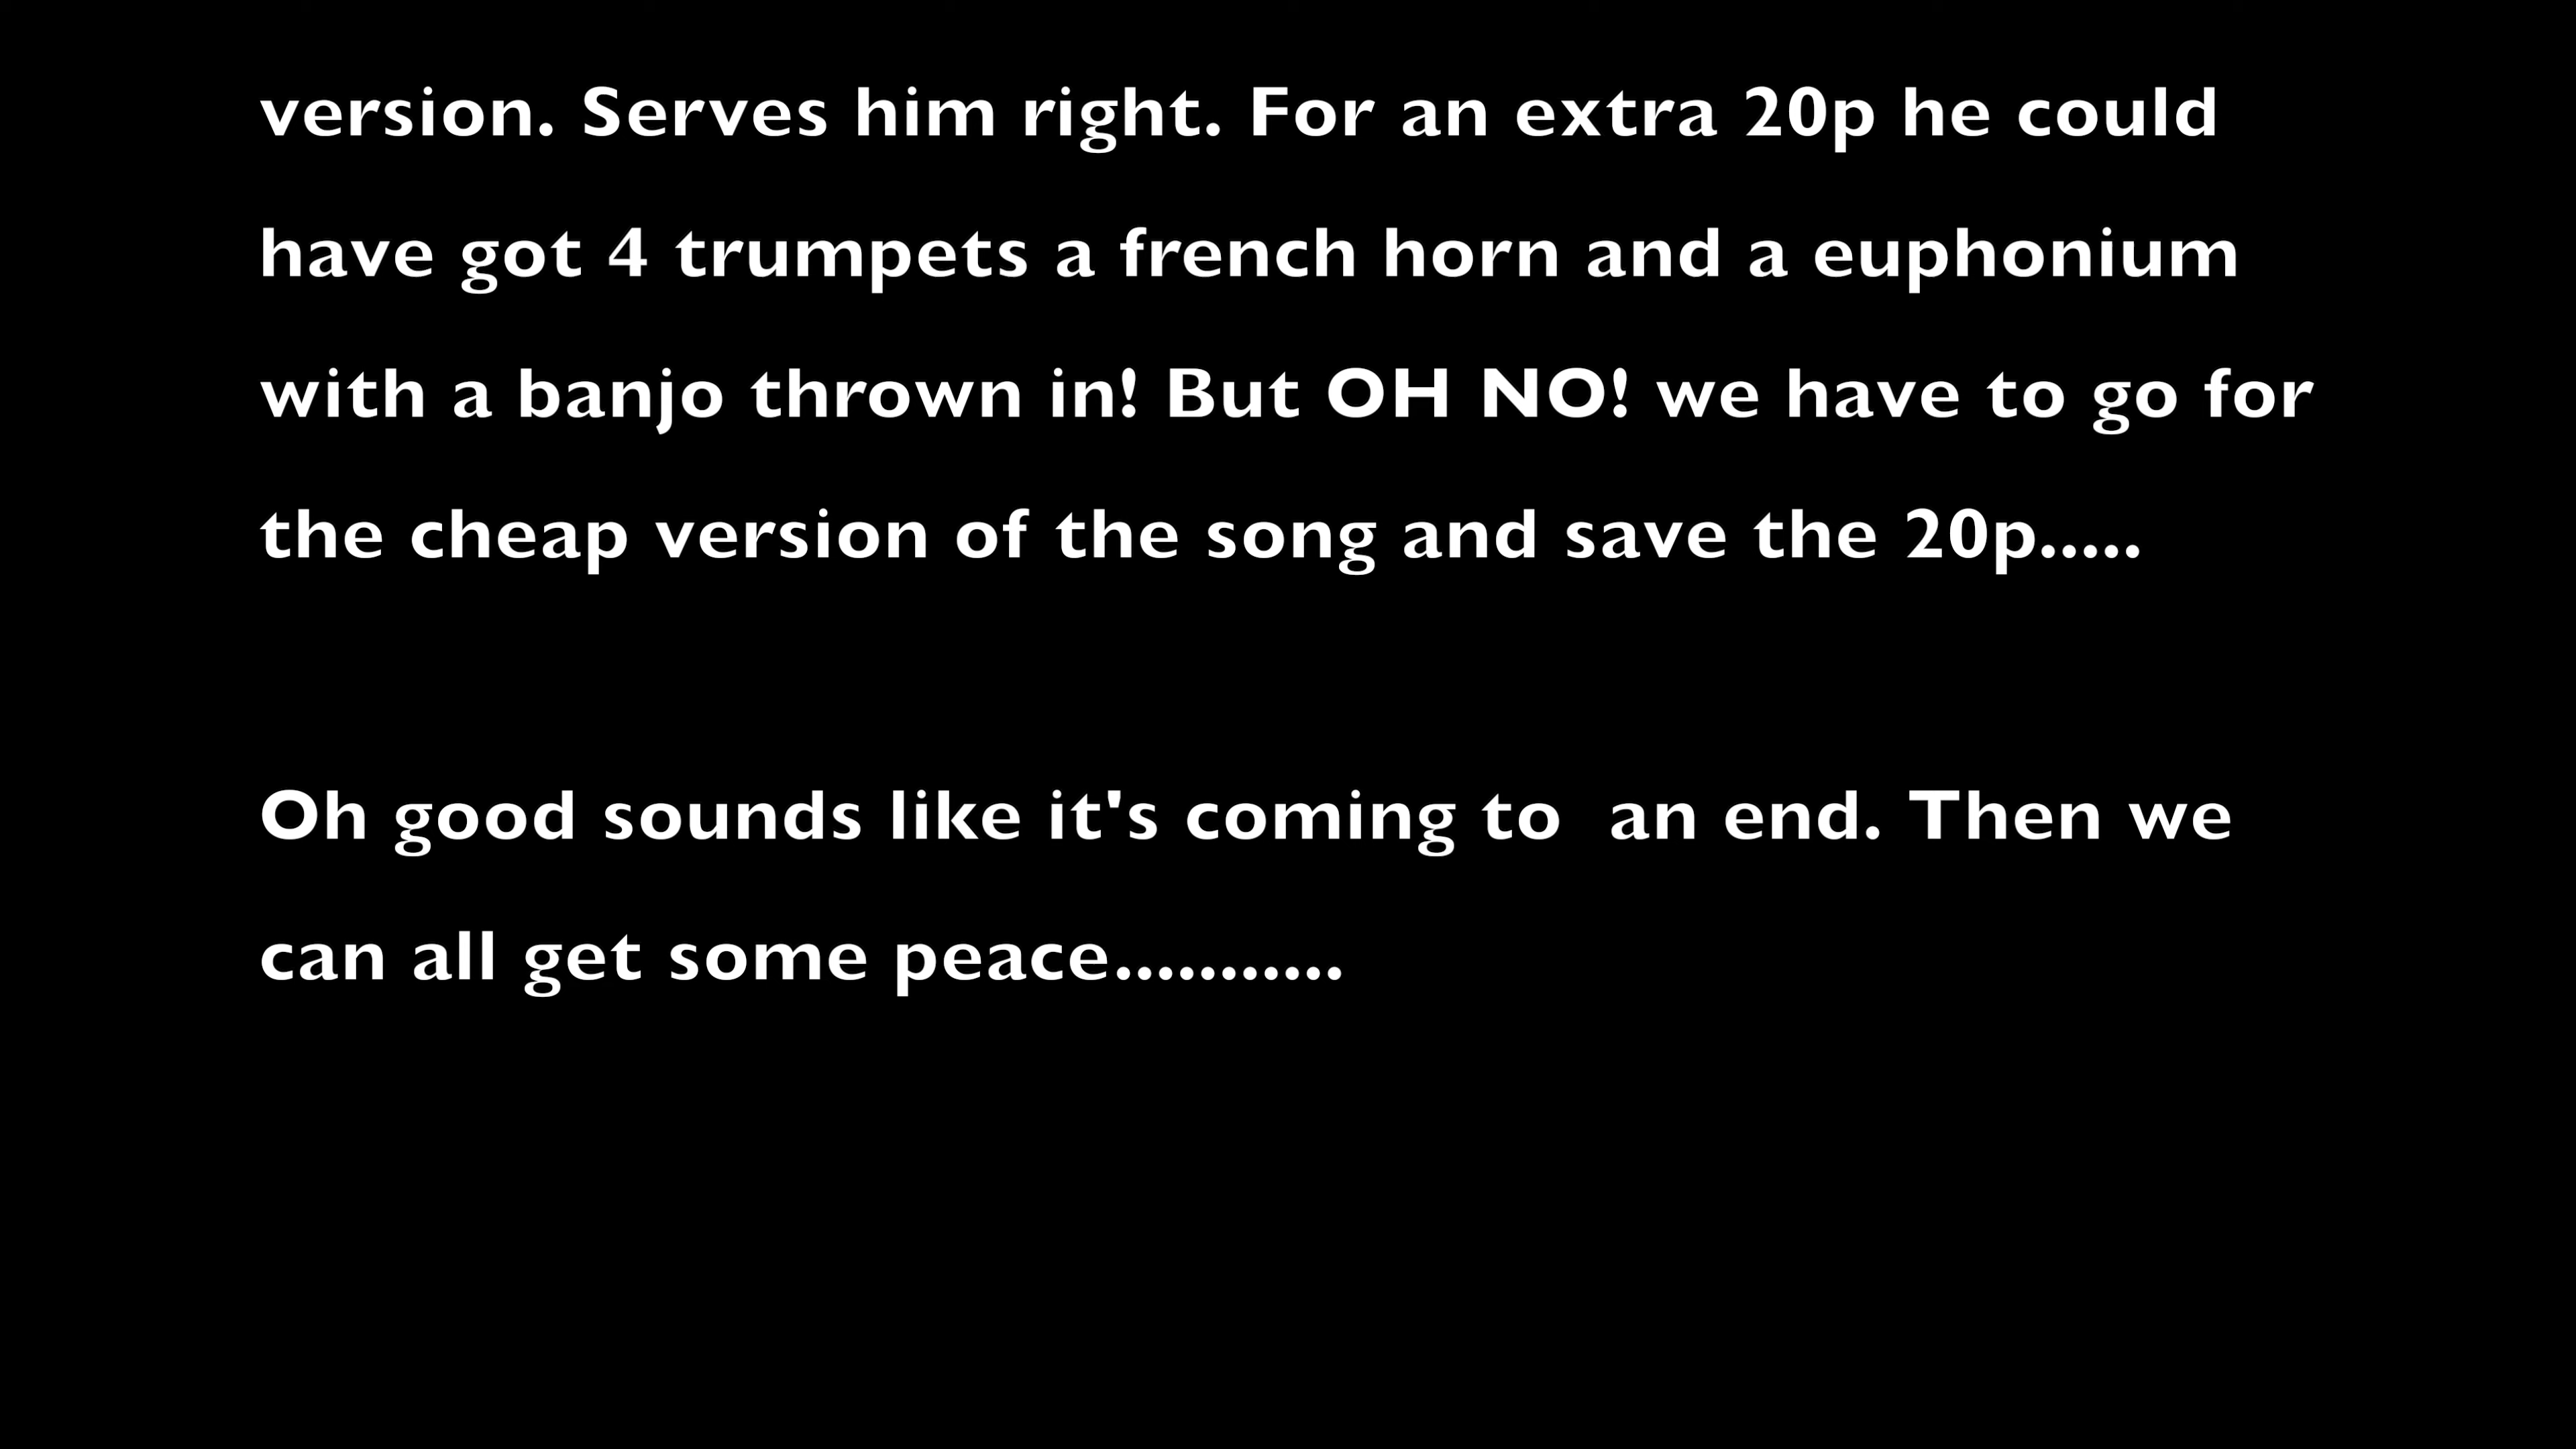 version. Serves him right. For an extra 20p he could
have got 4 trumpets a french horn and a euphonium
with a banjo thrown in! But OH NO! we have to go for
the cheap version of the song and save the 20p.....
Oh good sounds like it's coming to  an end. Then we
can all get some peace...........